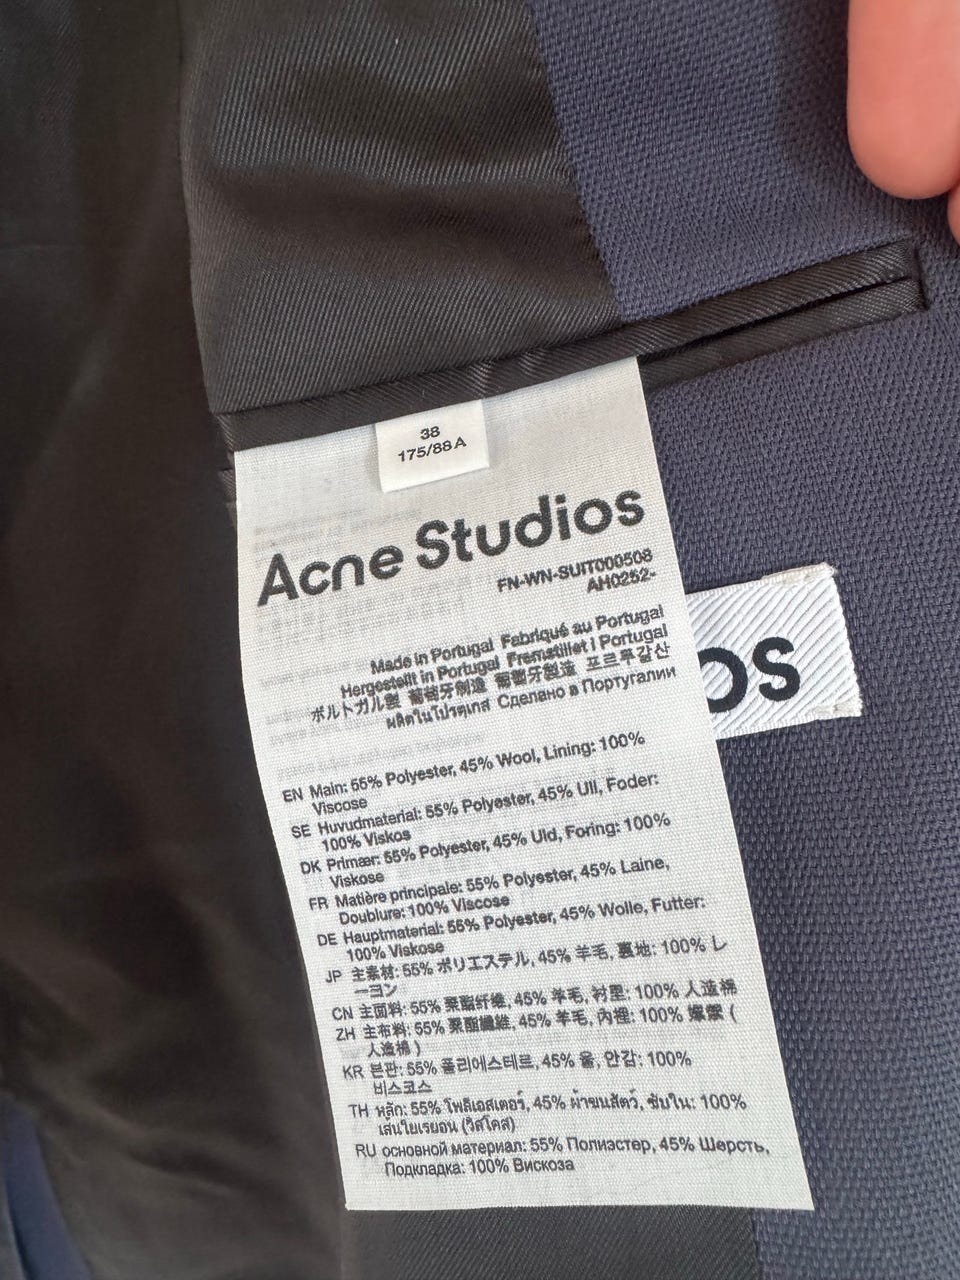 38
175/88A
Acne Studios
FN-WN-SUIT000508
AH0252-
Made in Portugal Fabriqué au Portugal
Hergestellt in Portugal Fremstillet i Portugal
ポルトガル製 葡萄牙制造 葡萄牙製造 포르투갈산
ผลิตในโปรตุเกส Сделано в Португалии
os
EN Main: 55% Polyester, 45% Wool, Lining: 100%
Viscose
SE Huvudmaterial: 55% Polyester, 45% Ull, Foder:
100% Viskos
DK Primær: 55% Polyester, 45% Uld, Foring: 100%
Viskose
FR Matière principale: 55% Polyester, 45% Laine,
Doublure: 100% Viscose
DE Hauptmaterial: 55% Polyester, 45% Wolle, Futter:
100% Viskose
JP 主素材: 55% ポリエステル, 45% 羊毛, 裏地: 100% レ
ーヨン
CN 主面料: 55% 聚酯纤维, 45% 羊毛, 衬里: 100% 人造棉
ZH 主布料: 55% 聚酯纖維, 45% 羊毛, 內裡: 100% 嫘縈 (
人造棉 )
KR 본판: 55% 폴리에스테르, 45% 울, 안감: 100%
비스코스
TH หลัก: 55% โพลิเอสเตอร์, 45% ผ้าขนสัตว์, ซับใน: 100%
เส้นใยเรยอน (วิสโคส)
RU основной материал: 55% Полиэстер, 45% Шерсть,
Подкладка: 100% Вискоза